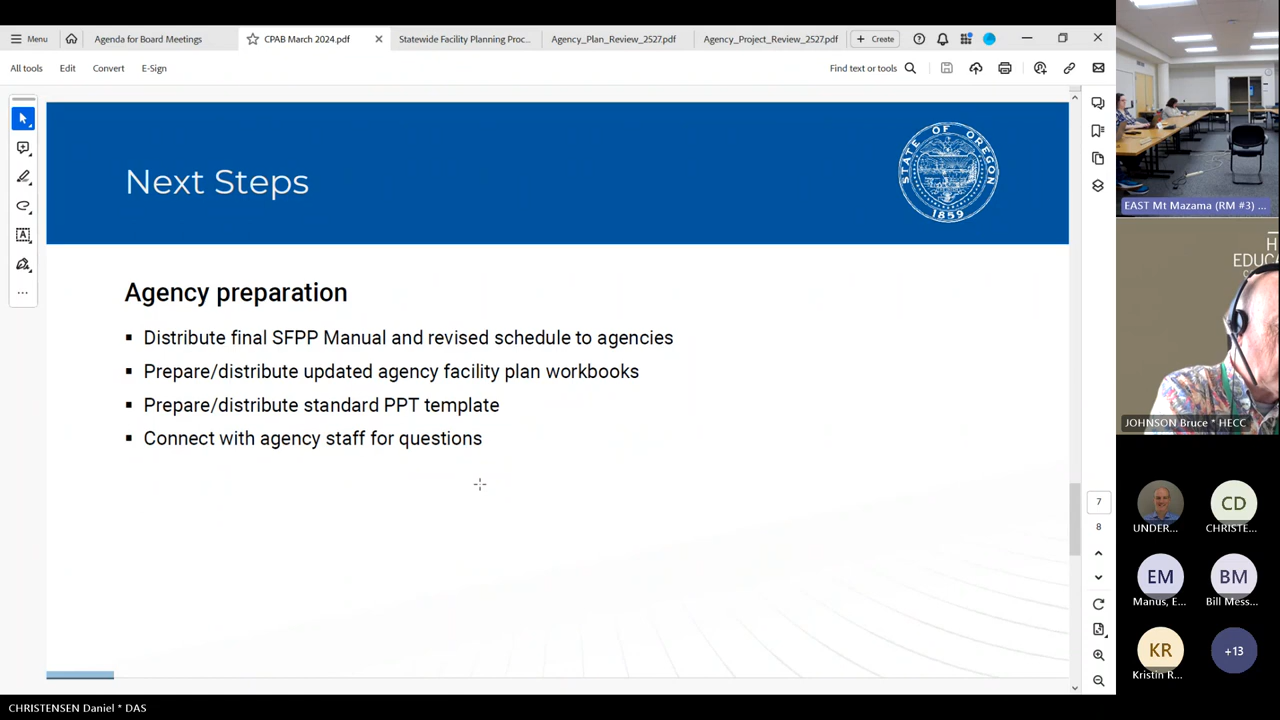 Menu
Agenda for Board Meetings
CPAB March 2024.pdf
Statewide Facility Planning Proc...
Agency_Plan_Review_2527.pdf
Agency_Project_Review_2527.pdf
Create
All tools
Edit
Convert
E-Sign
Find text or tools
Next Steps
STATE OF OREGON
1859
Agency preparation
▪ Distribute final SFPP Manual and revised schedule to agencies
▪ Prepare/distribute updated agency facility plan workbooks
▪ Prepare/distribute standard PPT template
▪ Connect with agency staff for questions
7
8
EAST Mt Mazama (RM #3) ...
H
EDUC
JOHNSON Bruce * HECC
UNDER...
CD
CHRISTE...
EM
Manus, E...
BM
Bill Mess...
KR
Kristin R...
+13
CHRISTENSEN Daniel * DAS